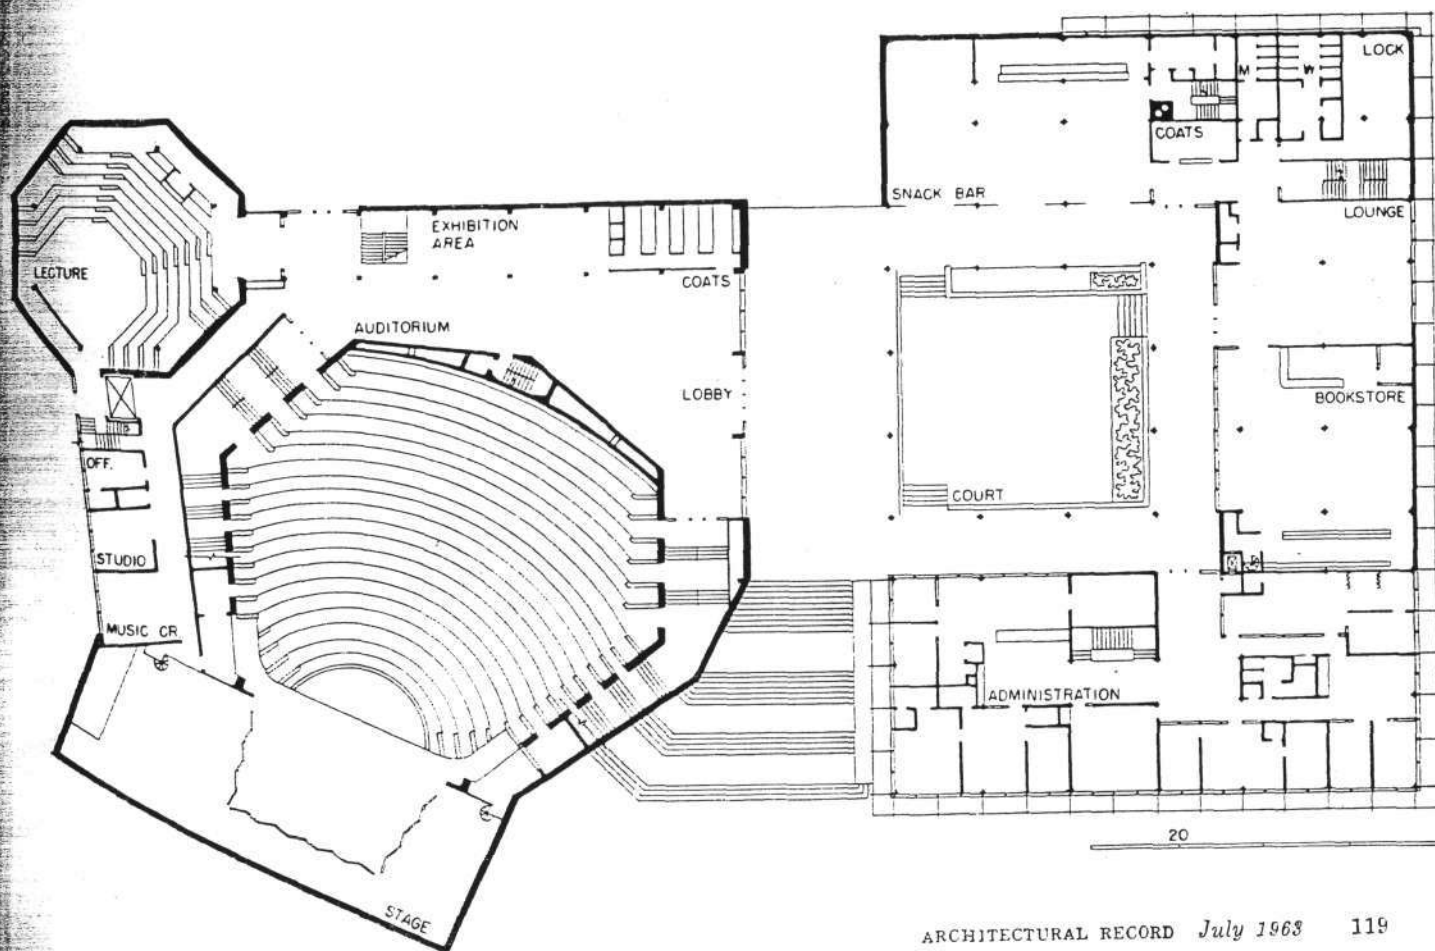 LOCK
M
W
COATS
SNACK BAR
LOUNGE
EXHIBITION
AREA
LECTURE
COATS
AUDITORIUM
LOBBY
BOOKSTORE
OFF.
COURT
STUDIO
MUSIC CR.
ADMINISTRATION
20
STAGE
ARCHITECTURAL RECORD July 1963 119